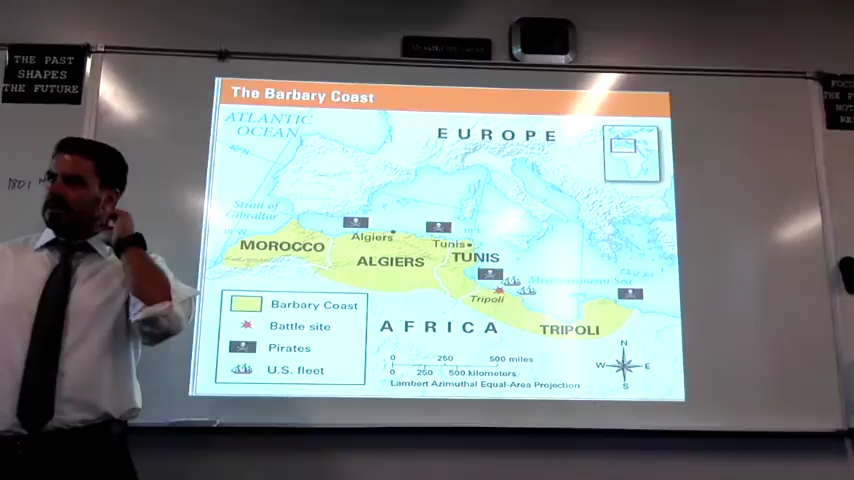 THE PAST
SHAPES
THE FUTURE
1801
The Barbary Coast
ATLANTIC
OCEAN
EUROPE
40°N
Strait of
Gibraltar
Algiers
Tunis
MOROCCO
ALGIERS
TUNIS
Mediterranean Sea
Tripoli
TRIPOLI
AFRICA
Barbary Coast
Battle site
Pirates
U.S. fleet
0 250 500 miles
0 250 500 kilometers
Lambert Azimuthal Equal-Area Projection
N
W E
S